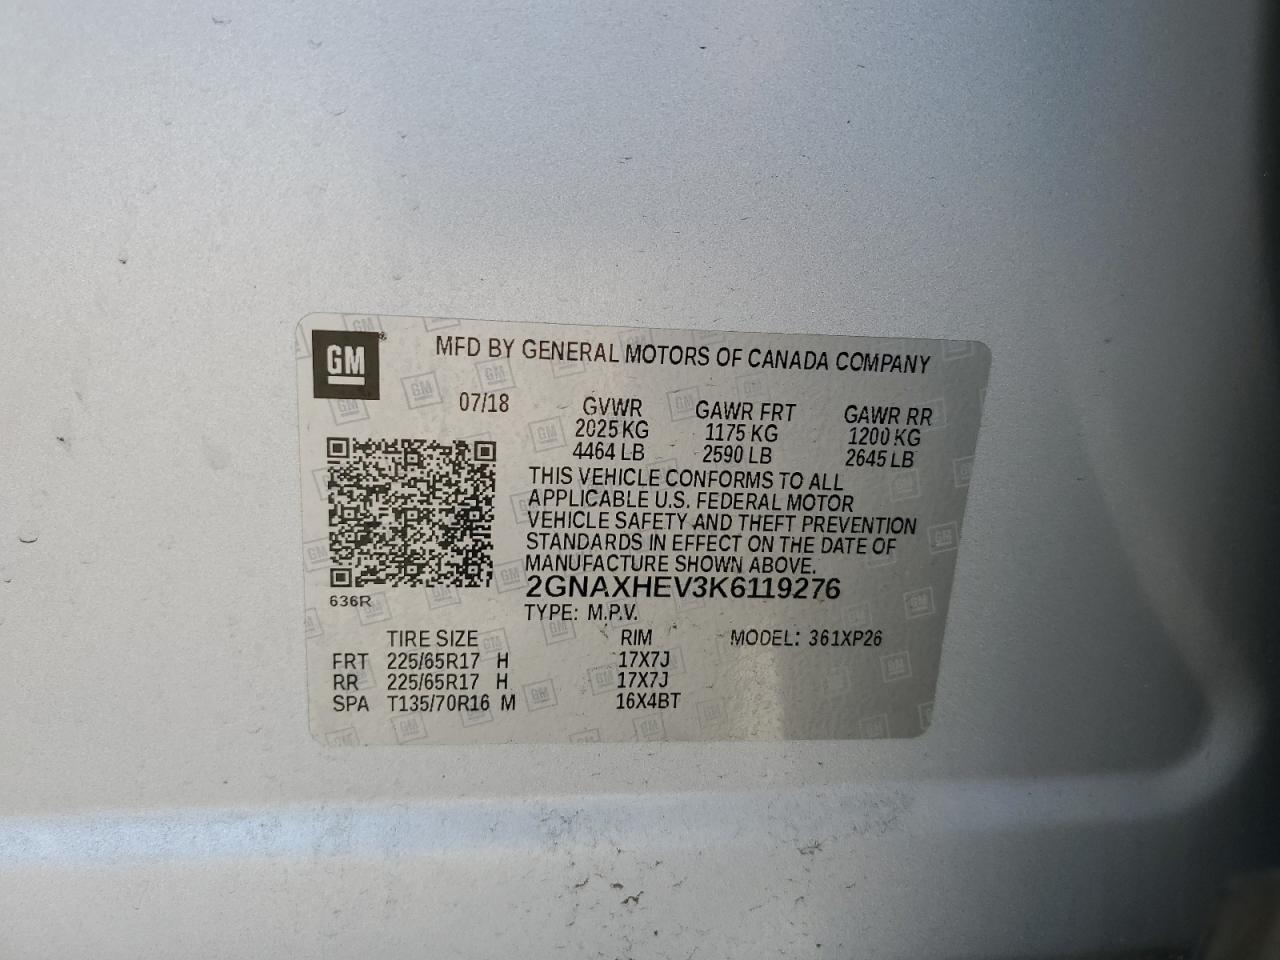 GM
MFD BY GENERAL MOTORS OF CANADA COMPANY
07/18 GVWR GAWR FRT GAWR RR
2025 KG 1175 KG 1200 KG
4464 LB 2590 LB 2645 LB
THIS VEHICLE CONFORMS TO ALL
APPLICABLE U.S. FEDERAL MOTOR
VEHICLE SAFETY AND THEFT PREVENTION
STANDARDS IN EFFECT ON THE DATE OF
MANUFACTURE SHOWN ABOVE.
2GNAXHEV3K6119276
636R
TYPE: M.P.V.
TIRE SIZE RIM MODEL: 361XP26
FRT 225/65R17 H 17X7J
RR 225/65R17 H 17X7J
SPA T135/70R16 M 16X4BT